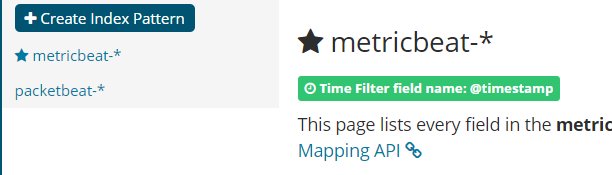 Create Index Pattern
metricbeat-*
packetbeat-*
metricbeat-*
Time Filter field name: @timestamp
This page lists every field in the metric
Mapping API